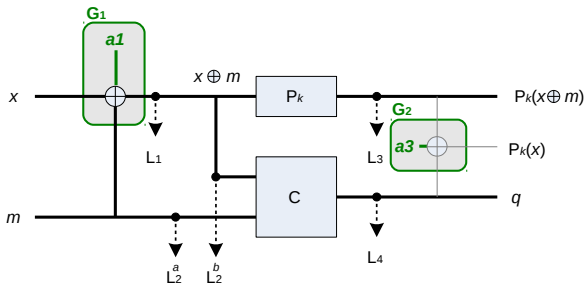 G₁
a1
x ⊕ m
x
Pₖ
Pₖ(x⊕m)
G₂
L₁
L₃
a3
Pₖ(x)
C
q
m
L₂ᵃ
L₂ᵇ
L₄